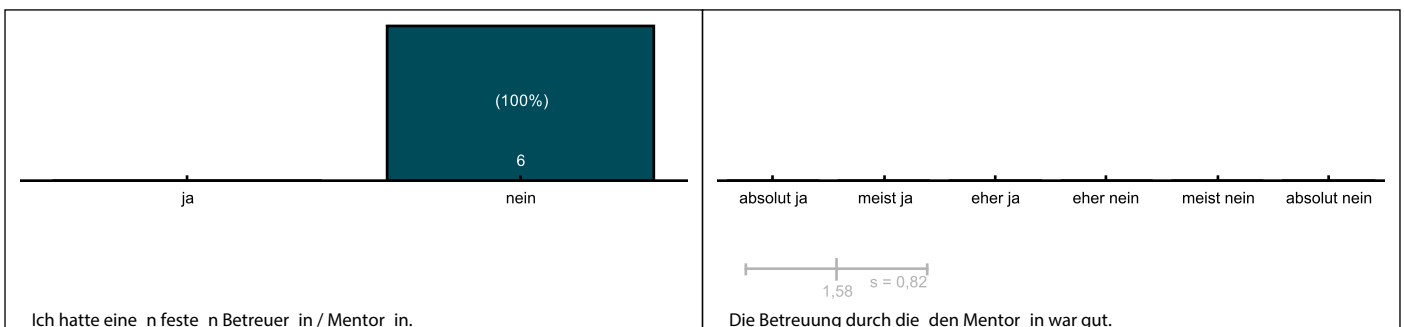 (100%)
6
ja nein
Ich hatte eine n feste n Betreuer in / Mentor in.
absolut ja meist ja eher ja eher nein meist nein absolut nein
1,58 s = 0,82
Die Betreuung durch die den Mentor in war gut.